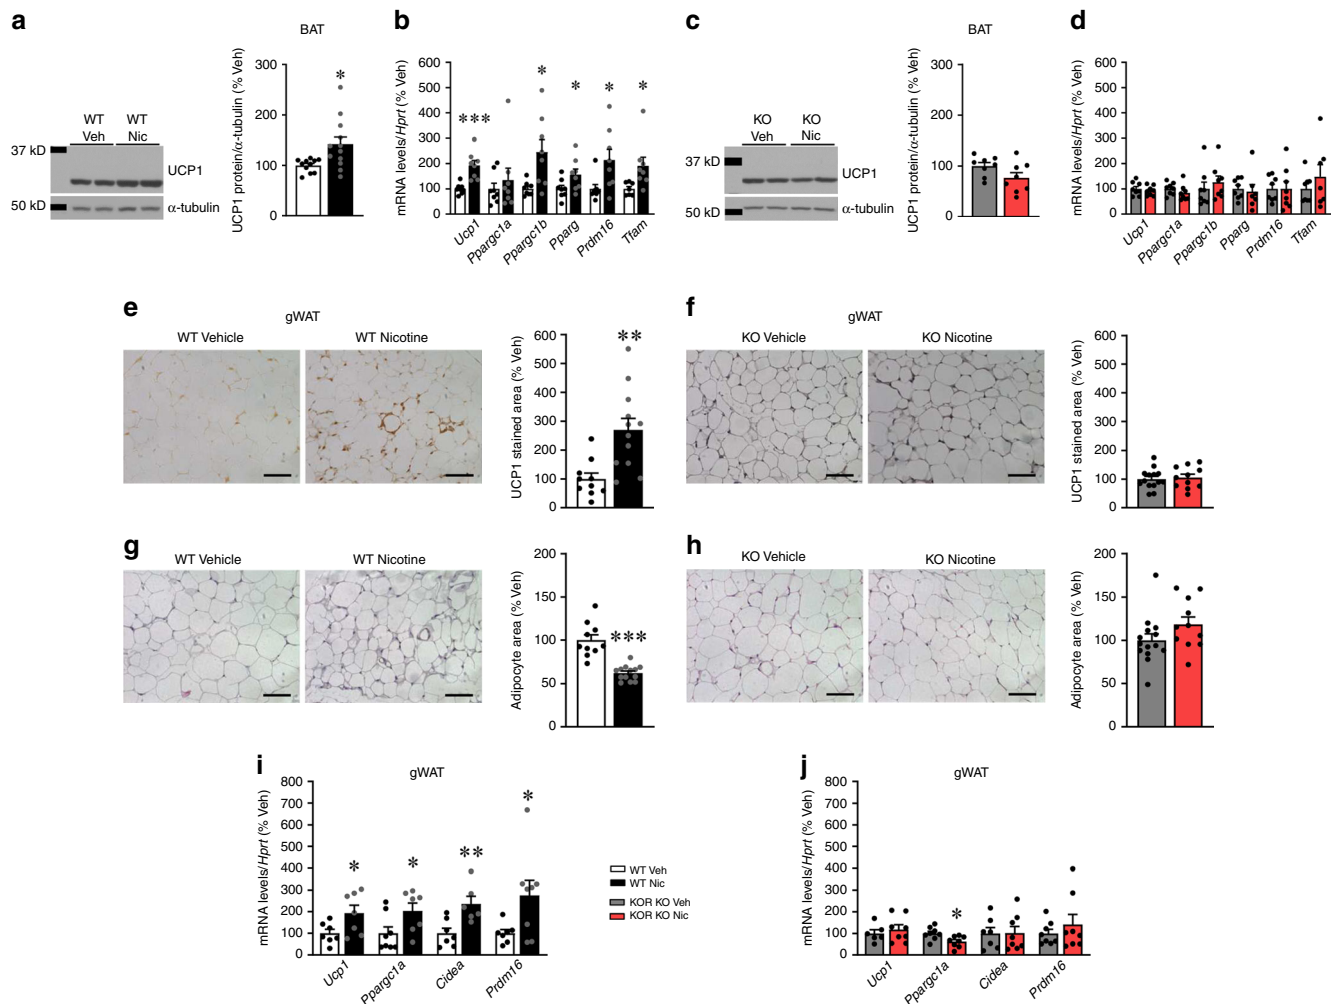 a
WT
Veh
WT
Nic
37 kD
50 kD
UCP1
α-tubulin
BAT
UCP1 protein/α-tubulin (% Veh)
300
200
100
0
*
b
mRNA levels/Hprt (% Veh)
600
500
400
300
200
100
0
***
*
*
*
*
Ucp1
Ppargc1a
Ppargc1b
Pparg
Prdm16
Tfam
c
KO
Veh
KO
Nic
37 kD
50 kD
UCP1
α-tubulin
BAT
UCP1 protein/α-tubulin (% Veh)
300
200
100
0
d
mRNA levels/Hprt (% Veh)
600
500
400
300
200
100
0
Ucp1
Ppargc1a
Ppargc1b
Pparg
Prdm16
Tfam
e
gWAT
WT Vehicle
WT Nicotine
UCP1 stained area (% Veh)
600
500
400
300
200
100
0
**
f
gWAT
KO Vehicle
KO Nicotine
UCP1 stained area (% Veh)
600
500
400
300
200
100
0
g
WT Vehicle
WT Nicotine
Adipocyte area (% Veh)
200
150
100
50
0
***
h
KO Vehicle
KO Nicotine
Adipocyte area (% Veh)
200
150
100
50
0
i
gWAT
mRNA levels/Hprt (% Veh)
800
700
600
500
400
300
200
100
0
*
*
**
*
Ucp1
Ppargc1a
Cidea
Prdm16
WT Veh
WT Nic
KOR KO Veh
KOR KO Nic
j
gWAT
mRNA levels/Hprt (% Veh)
800
700
600
500
400
300
200
100
0
*
Ucp1
Ppargc1a
Cidea
Prdm16